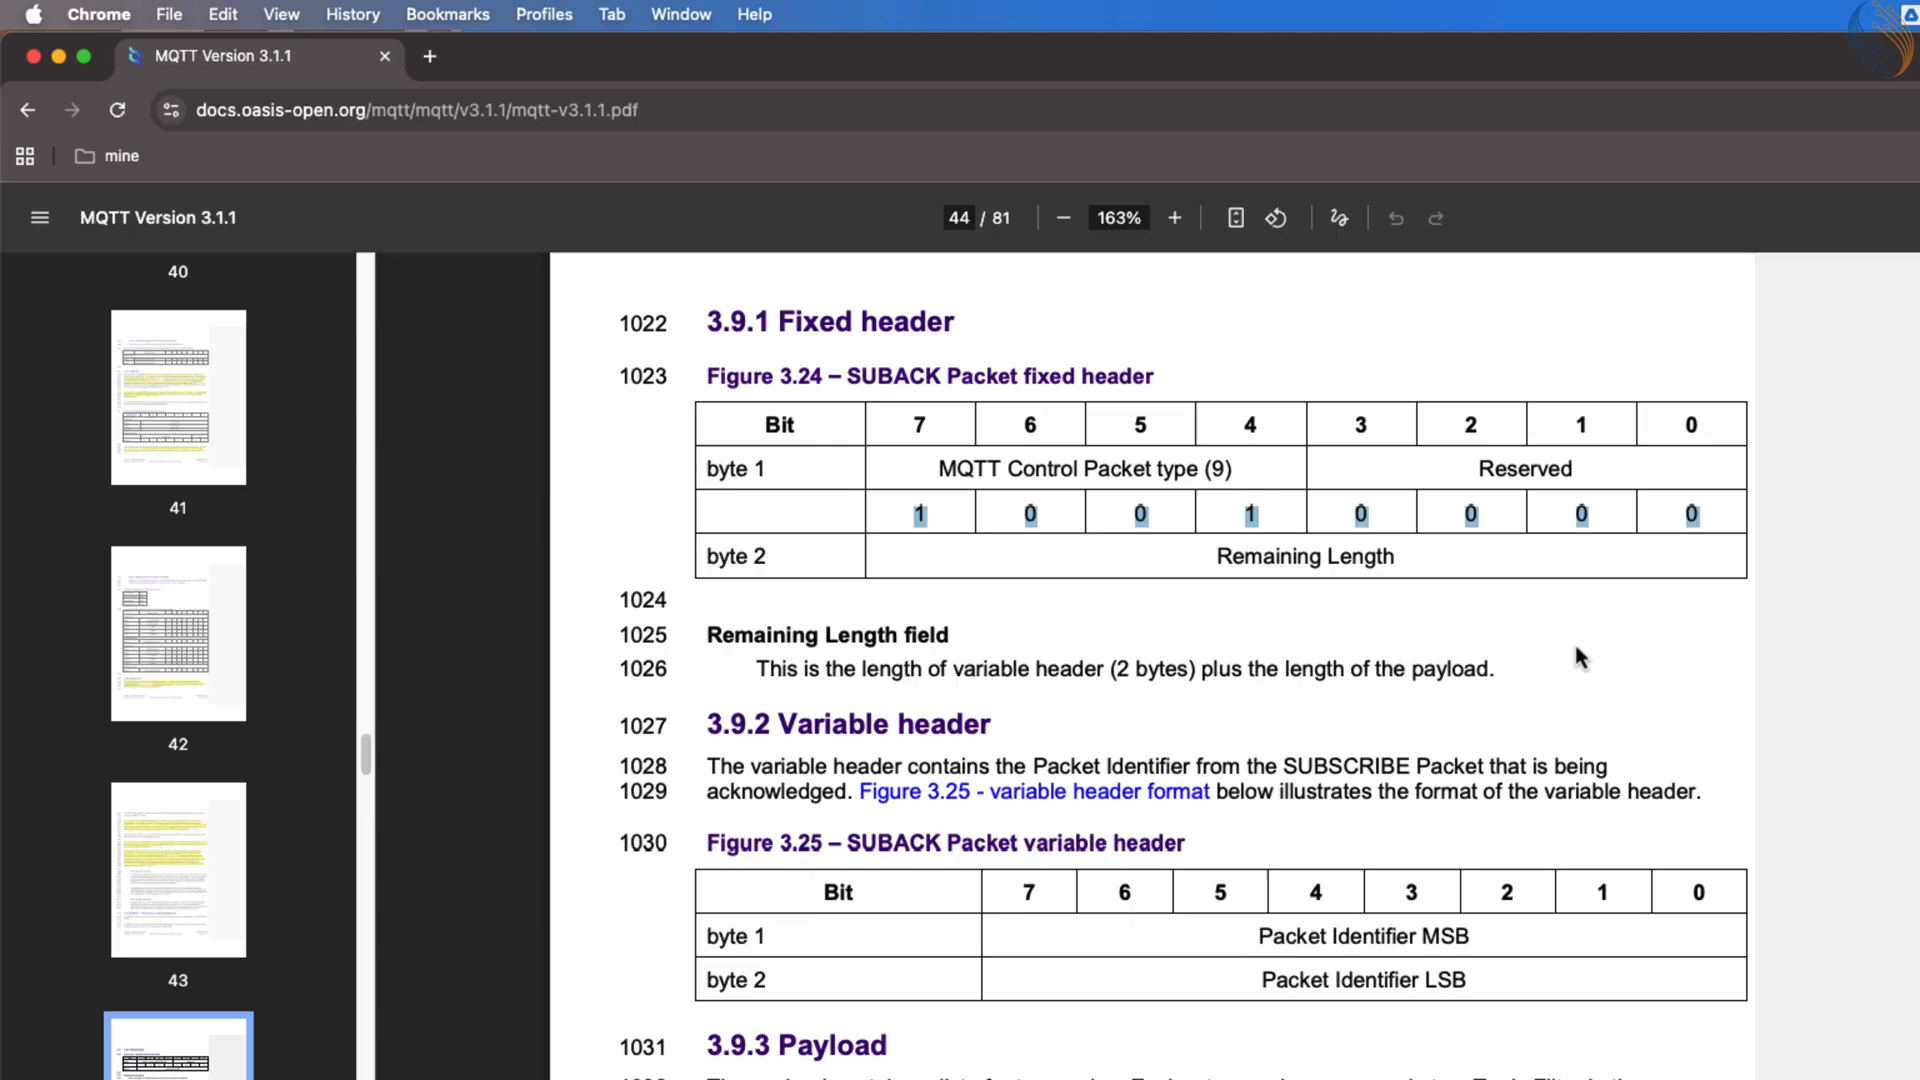 Chrome File Edit View History Bookmarks Profiles Tab Window Help
MQTT Version 3.1.1
docs.oasis-open.org/mqtt/mqtt/v3.1.1/mqtt-v3.1.1.pdf
mine
MQTT Version 3.1.1
44 / 81
163%
40
41
42
43
1022 3.9.1 Fixed header
1023 Figure 3.24 – SUBACK Packet fixed header
Bit 7 6 5 4 3 2 1 0
byte 1 MQTT Control Packet type (9) Reserved
1 0 0 1 0 0 0 0
byte 2 Remaining Length
1024
1025 Remaining Length field
1026 This is the length of variable header (2 bytes) plus the length of the payload.
1027 3.9.2 Variable header
1028 The variable header contains the Packet Identifier from the SUBSCRIBE Packet that is being
1029 acknowledged. Figure 3.25 - variable header format below illustrates the format of the variable header.
1030 Figure 3.25 – SUBACK Packet variable header
Bit 7 6 5 4 3 2 1 0
byte 1 Packet Identifier MSB
byte 2 Packet Identifier LSB
1031 3.9.3 Payload